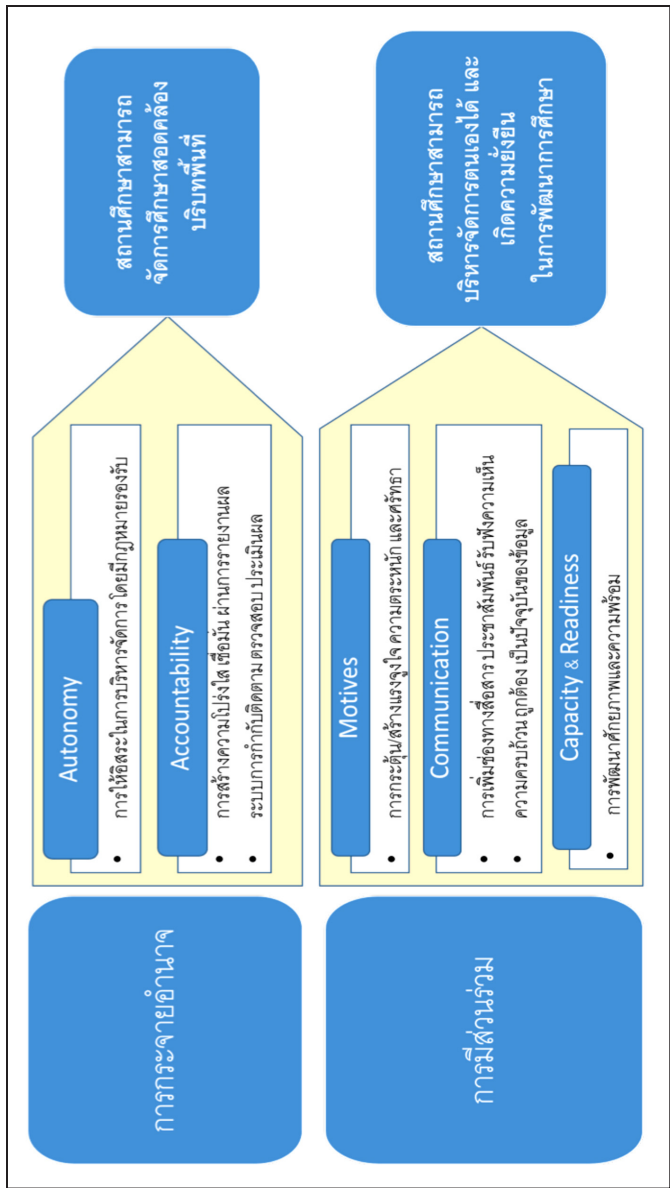 การกระจายอำนาจ
Autonomy
• การให้อิสระในการบริหารจัดการ โดยมีกฎหมายรองรับ
Accountability
• การสร้างความโปร่งใส เชื่อมั่น ผ่านการรายงานผล
• ระบบการกำกับติดตาม ตรวจสอบ ประเมินผล
สถานศึกษาสามารถ
จัดการศึกษาสอดคล้อง
บริบทพื้นที่
การมีส่วนร่วม
Motives
• การกระตุ้น/สร้างแรงจูงใจ ความตระหนัก และศรัทธา
Communication
• การเพิ่มช่องทางสื่อสาร ประชาสัมพันธ์ รับฟังความเห็น
• ความครบถ้วน ถูกต้อง เป็นปัจจุบันของข้อมูล
Capacity & Readiness
• การพัฒนาศักยภาพและความพร้อม
สถานศึกษาสามารถ
บริหารจัดการตนเองได้ และ
เกิดความยั่งยืน
ในการพัฒนาการศึกษา